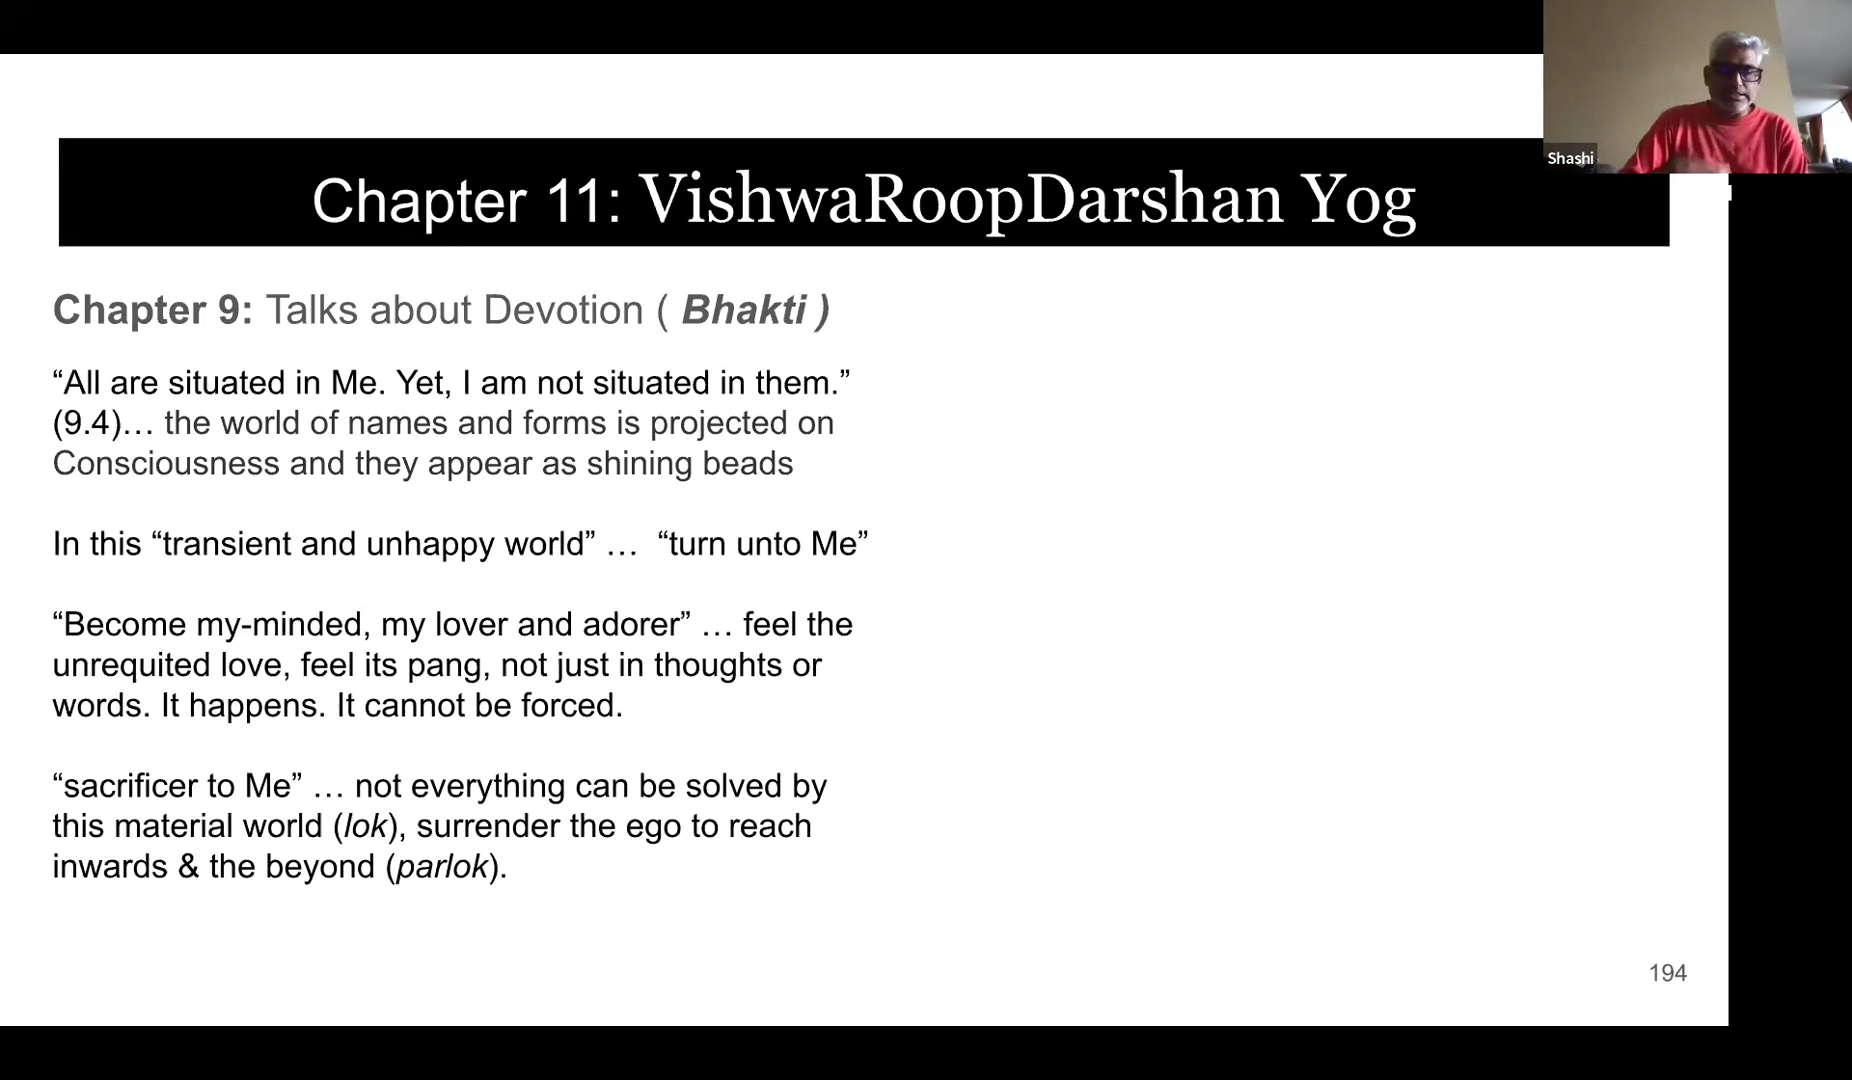 Shashi
Chapter 11: VishwaRoopDarshan Yog
Chapter 9: Talks about Devotion ( Bhakti )
“All are situated in Me. Yet, I am not situated in them.”
(9.4)… the world of names and forms is projected on
Consciousness and they appear as shining beads
In this “transient and unhappy world” … “turn unto Me”
“Become my-minded, my lover and adorer” … feel the
unrequited love, feel its pang, not just in thoughts or
words. It happens. It cannot be forced.
“sacrificer to Me” … not everything can be solved by
this material world (lok), surrender the ego to reach
inwards & the beyond (parlok).
194